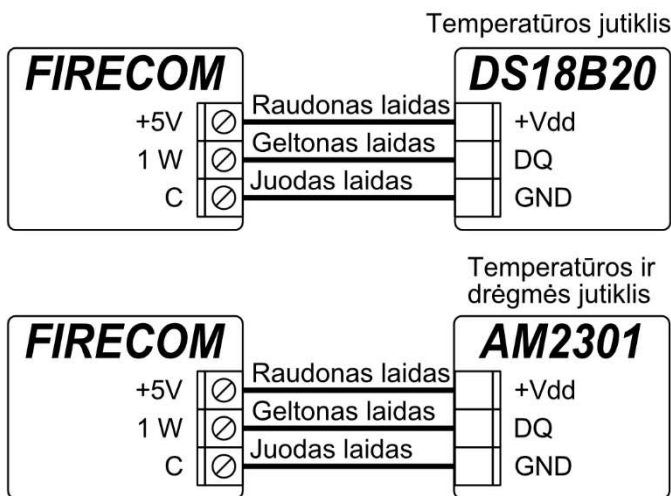 Temperatūros jutiklis
FIRECOM
DS18B20
+5V
Raudonas laidas
+Vdd
1 W
Geltonas laidas
DQ
C
Juodas laidas
GND
Temperatūros ir
drėgmės jutiklis
FIRECOM
AM2301
+5V
Raudonas laidas
+Vdd
1 W
Geltonas laidas
DQ
C
Juodas laidas
GND